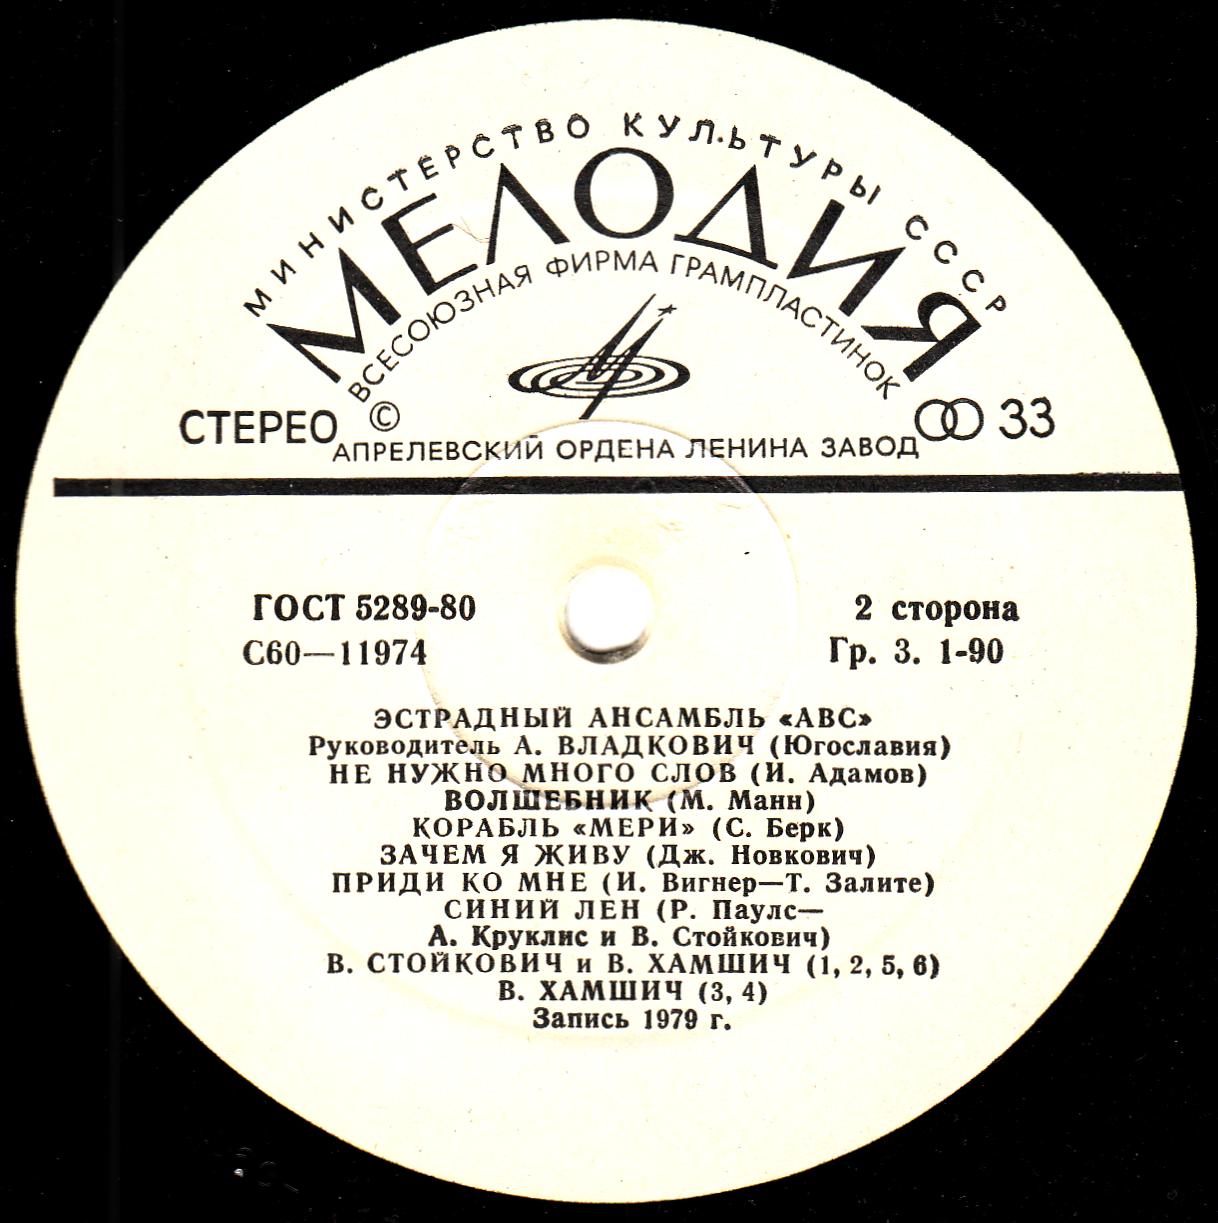 МИНИСТЕРСТВО КУЛЬТУРЫ СССР
МЕЛОДИЯ
ВСЕСОЮЗНАЯ ФИРМА ГРАМПЛАСТИНОК
СТЕРЕО © 33
АПРЕЛЕВСКИЙ ОРДЕНА ЛЕНИНА ЗАВОД
ГОСТ 5289-80 2 сторона
С60—11974 Гр. 3. 1-90
ЭСТРАДНЫЙ АНСАМБЛЬ «АВС»
Руководитель А. ВЛАДКОВИЧ (Югославия)
НЕ НУЖНО МНОГО СЛОВ (И. Адамов)
ВОЛШЕБНИК (М. Манн)
КОРАБЛЬ «МЕРИ» (С. Берк)
ЗАЧЕМ Я ЖИВУ (Дж. Новкович)
ПРИДИ КО МНЕ (И. Вигнер—Т. Залите)
СИНИЙ ЛЕН (Р. Паулс—
А. Круклис и В. Стойкович)
В. СТОЙКОВИЧ и В. ХАМШИЧ (1, 2, 5, 6)
В. ХАМШИЧ (3, 4)
Запись 1979 г.